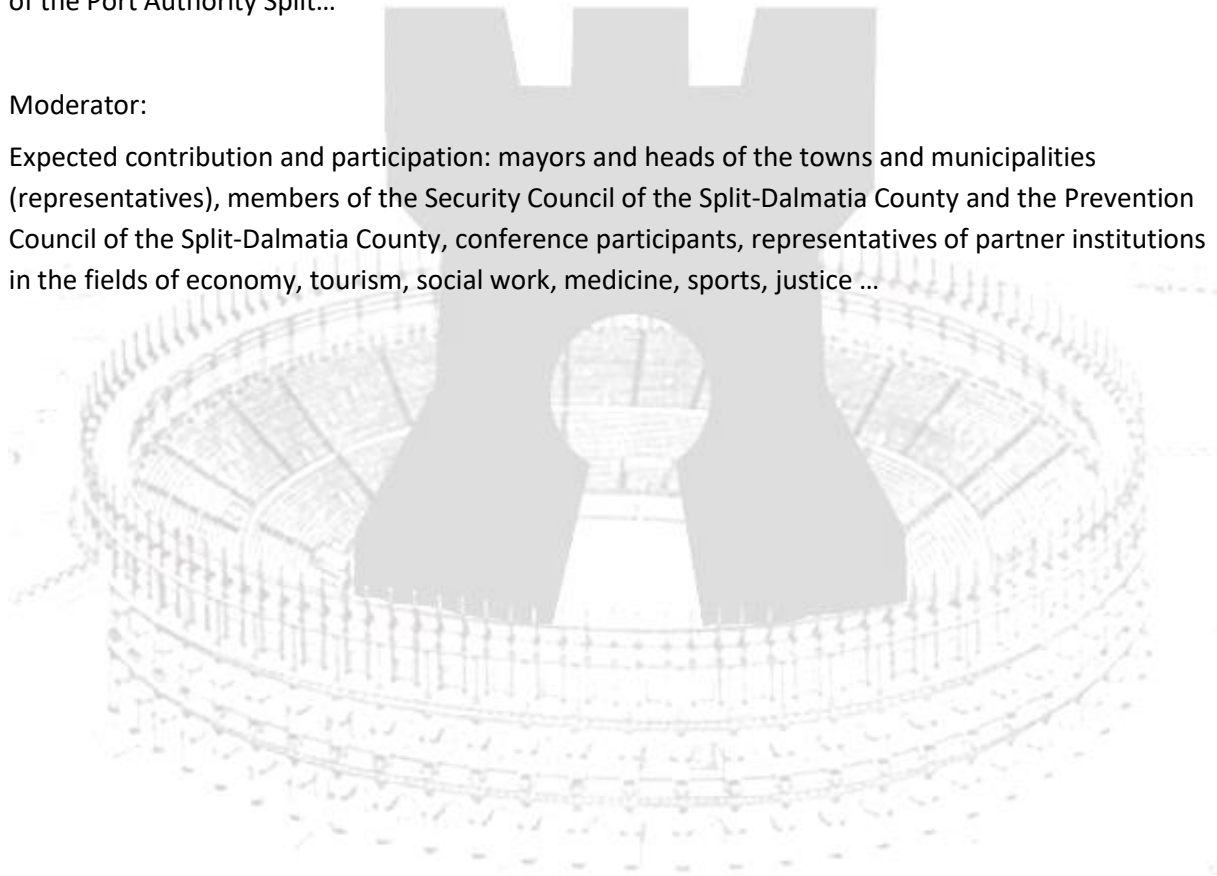 of the Port Authority Split…
Moderator:
Expected contribution and participation: mayors and heads of the towns and municipalities
(representatives), members of the Security Council of the Split-Dalmatia County and the Prevention
Council of the Split-Dalmatia County, conference participants, representatives of partner institutions
in the fields of economy, tourism, social work, medicine, sports, justice …